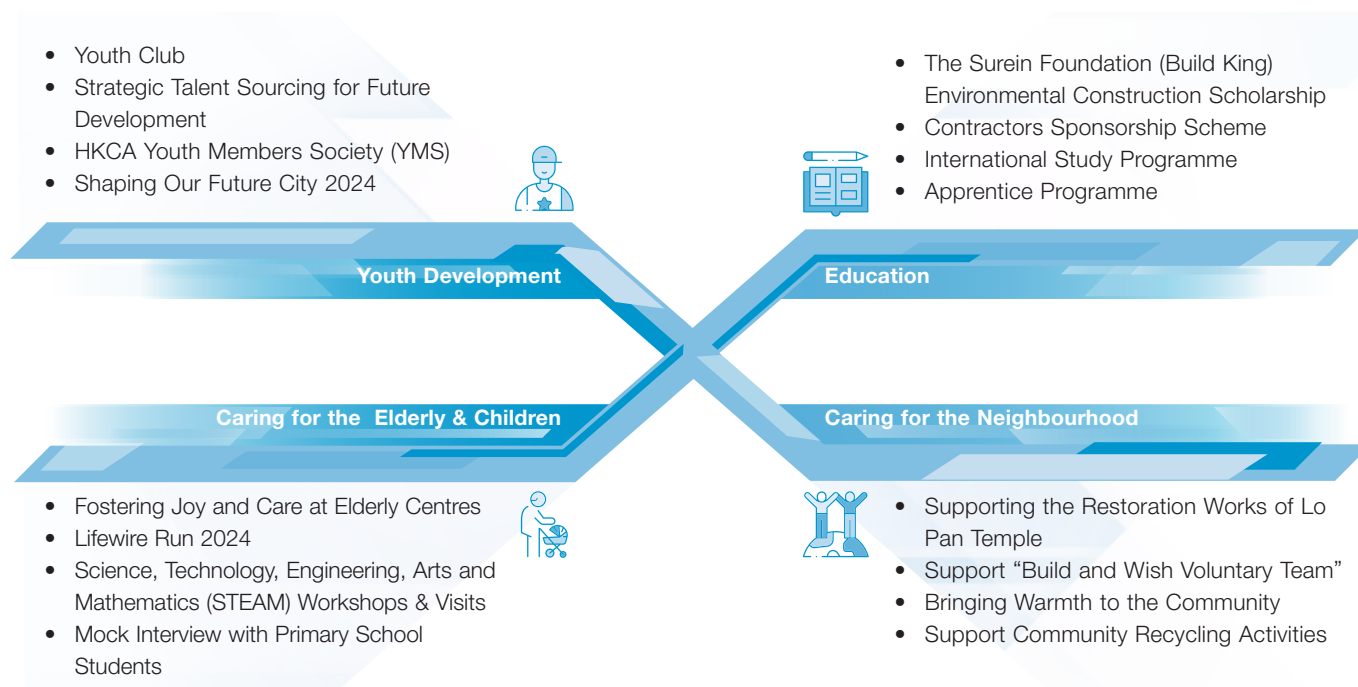 • Youth Club
• Strategic Talent Sourcing for Future
Development
• HKCA Youth Members Society (YMS)
• Shaping Our Future City 2024
Youth Development
• The Surein Foundation (Build King)
Environmental Construction Scholarship
• Contractors Sponsorship Scheme
• International Study Programme
• Apprentice Programme
Education
Caring for the Elderly & Children
• Fostering Joy and Care at Elderly Centres
• Lifewire Run 2024
• Science, Technology, Engineering, Arts and
Mathematics (STEAM) Workshops & Visits
• Mock Interview with Primary School
Students
Caring for the Neighbourhood
• Supporting the Restoration Works of Lo
Pan Temple
• Support “Build and Wish Voluntary Team”
• Bringing Warmth to the Community
• Support Community Recycling Activities